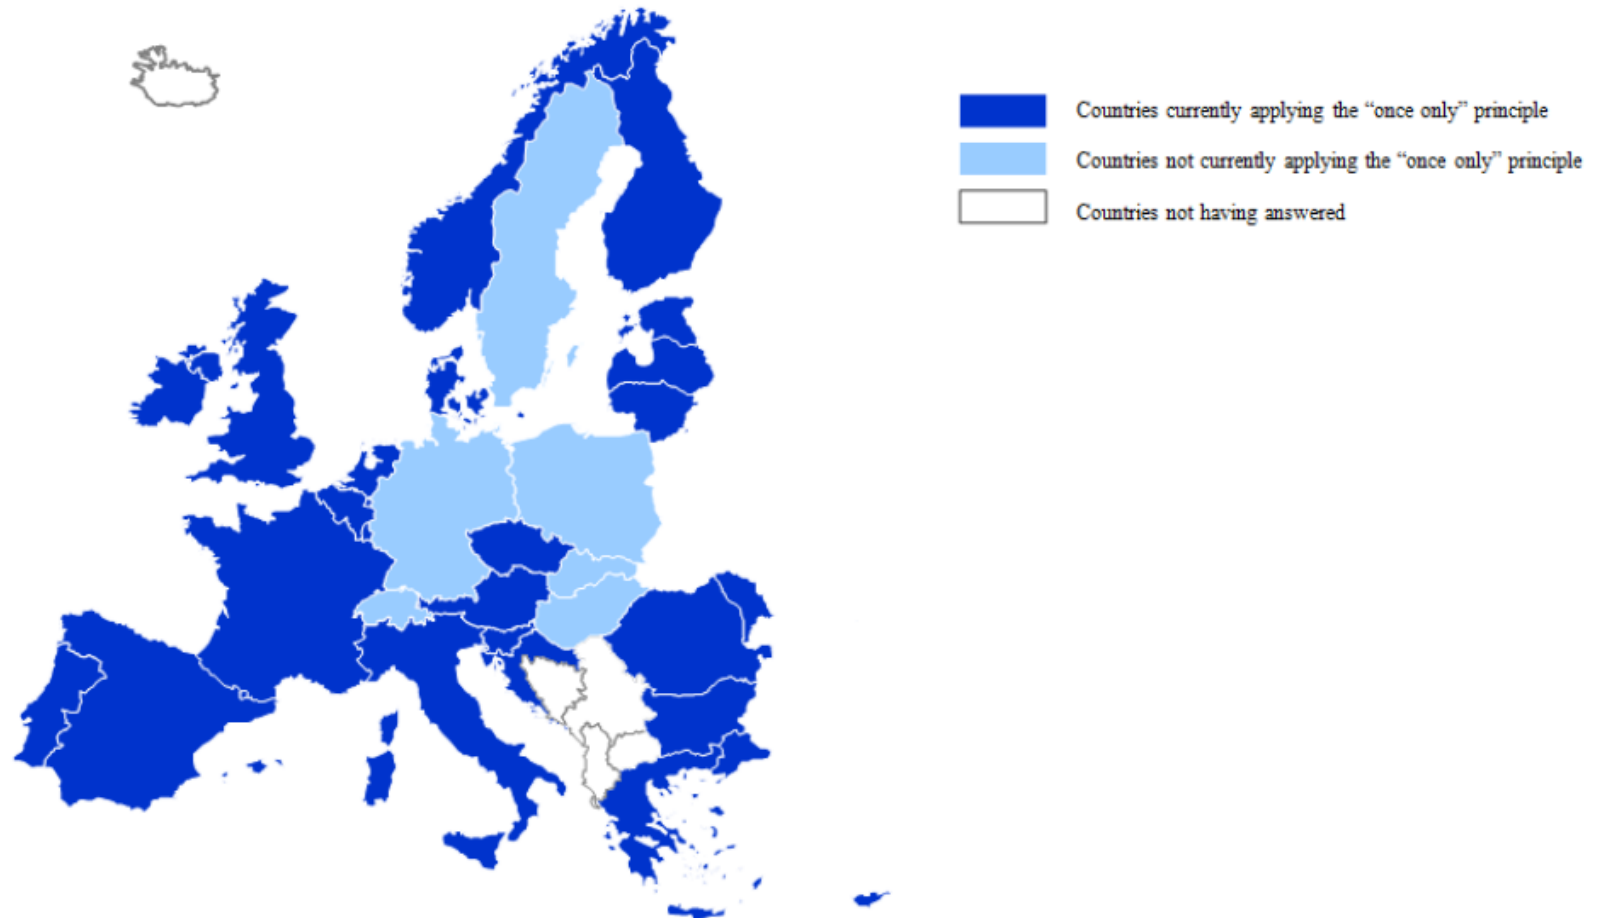 Countries currently applying the “once only” principle
Countries not currently applying the “once only” principle
Countries not having answered